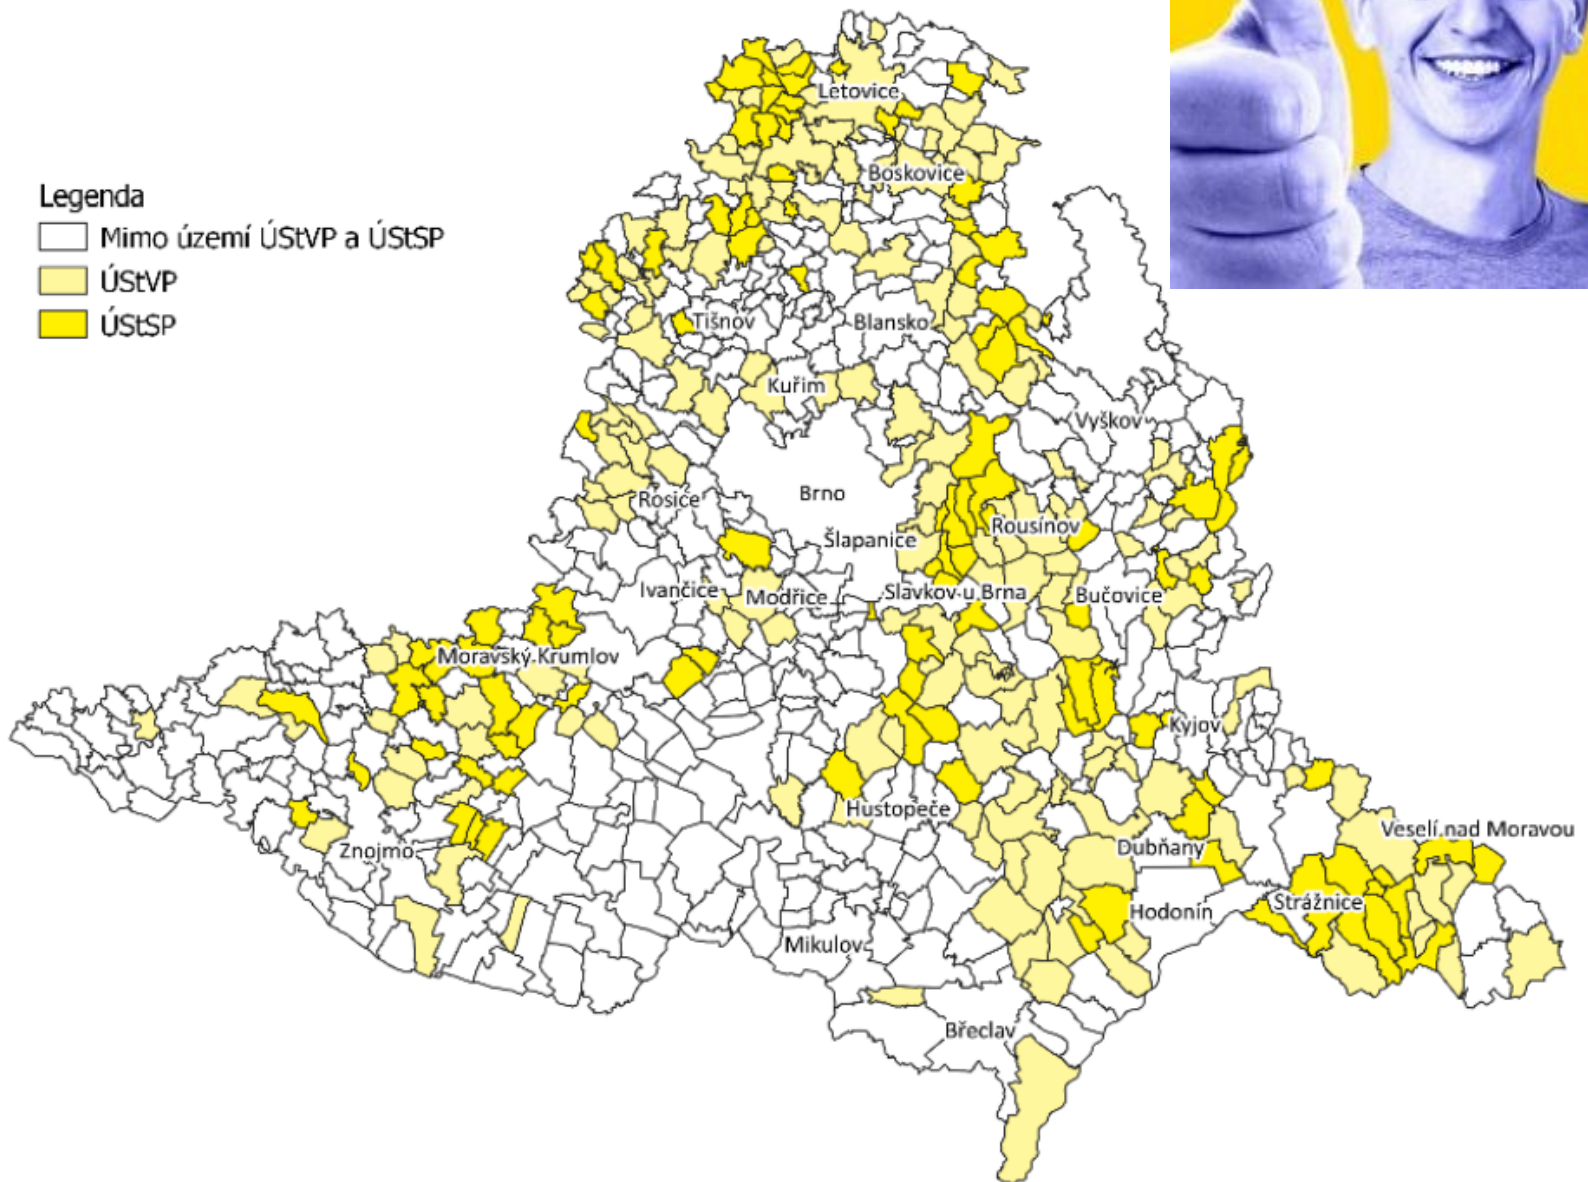 Legenda
Mimo území ÚStVP a ÚStSP
ÚStVP
ÚStSP
Letovice
Boskovice
Tišnov
Blansko
Kuřim
Vyškov
Rosice
Brno
Rousínov
Šlapanice
Ivančice
Modřice
Slavkov u Brna
Bučovice
Moravský Krumlov
Kyjov
Hustopeče
Znojmo
Dubňany
Veselí nad Moravou
Strážnice
Hodonín
Mikulov
Břeclav